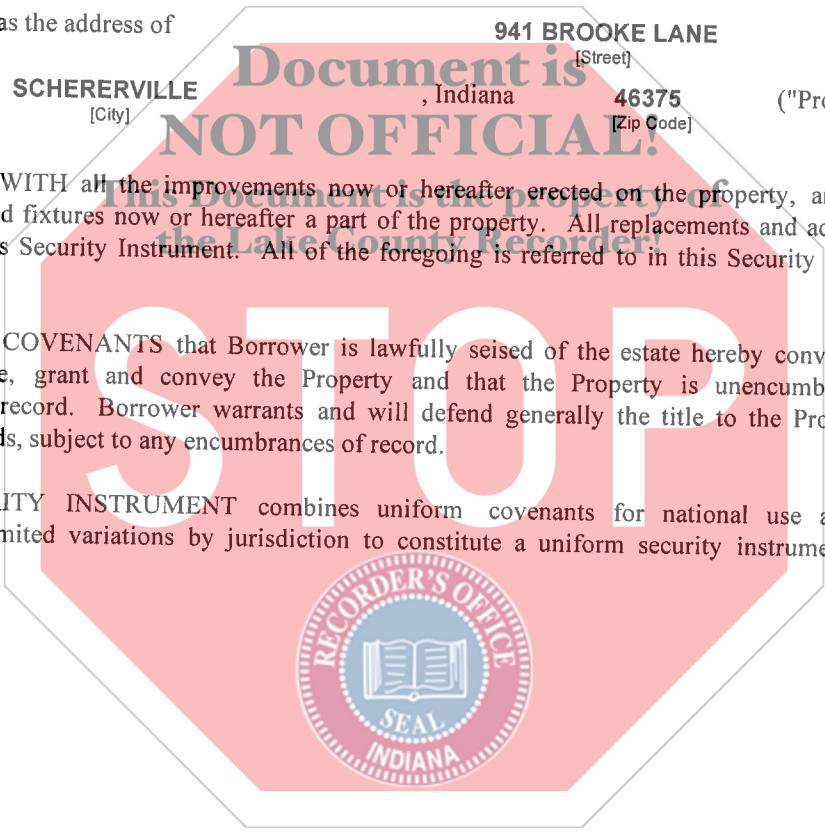 as the address of
941 BROOKE LANE
[Street]
Document is
SCHERERVILLE , Indiana 46375 ("Pro
[City] [Zip Code]
NOT OFFICIAL!
WITH all the improvements now or hereafter erected on the property, an
This Document is the property of
d fixtures now or hereafter a part of the property. All replacements and ad
the Lake County Recorder!
s Security Instrument. All of the foregoing is referred to in this Security
STOP
COVENANTS that Borrower is lawfully seised of the estate hereby conv
e, grant and convey the Property and that the Property is unencumb
record. Borrower warrants and will defend generally the title to the Pro
ds, subject to any encumbrances of record.
RITY INSTRUMENT combines uniform covenants for national use a
mited variations by jurisdiction to constitute a uniform security instrume
RECORDER'S OFFICE
SEAL
INDIANA